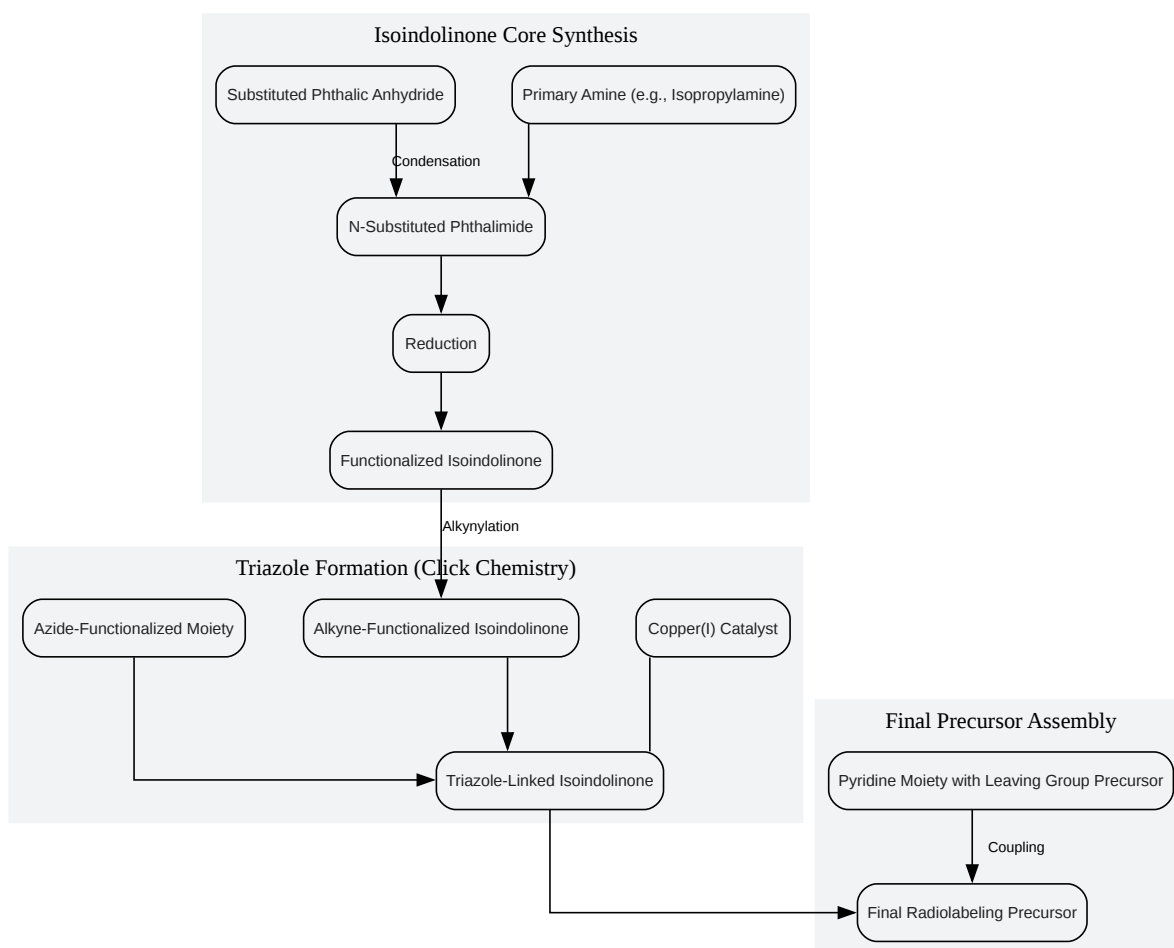 Isoindolinone Core Synthesis
Substituted Phthalic Anhydride
Primary Amine (e.g., Isopropylamine)
Condensation
N-Substituted Phthalimide
Reduction
Functionalized Isoindolinone
Alkynylation
Triazole Formation (Click Chemistry)
Azide-Functionalized Moiety
Alkyne-Functionalized Isoindolinone
Copper(I) Catalyst
Triazole-Linked Isoindolinone
Final Precursor Assembly
Pyridine Moiety with Leaving Group Precursor
Coupling
Final Radiolabeling Precursor